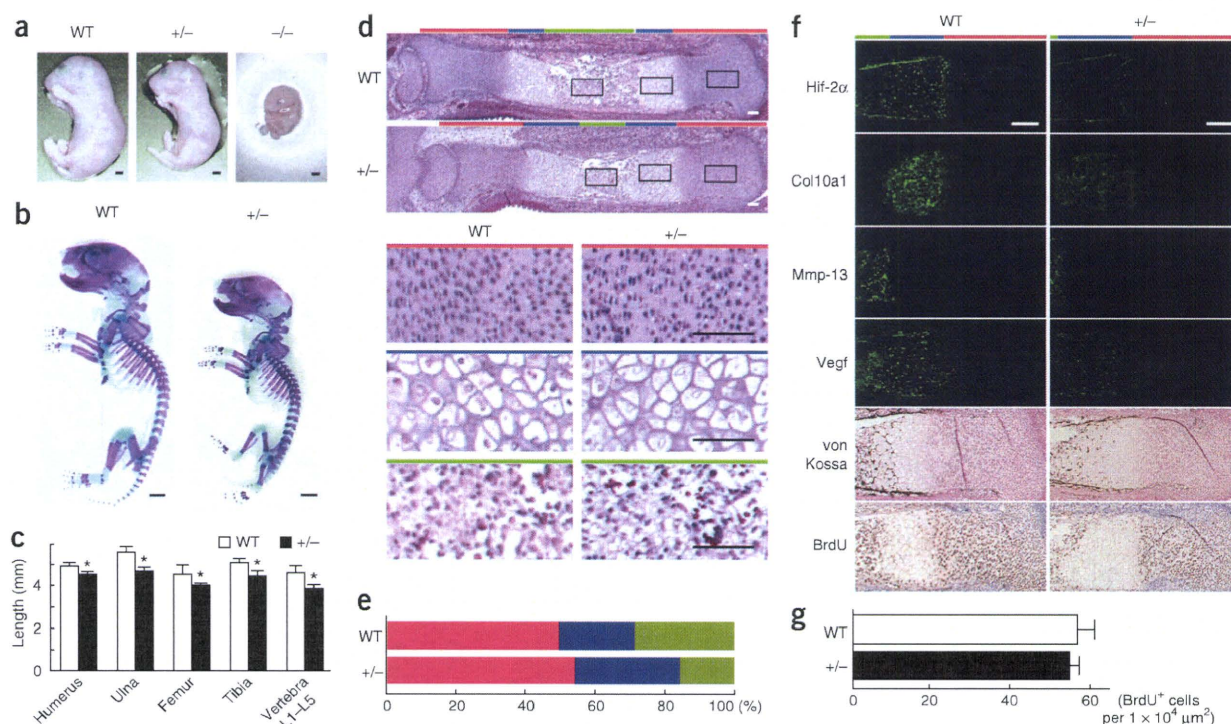 a
WT
+/–
–/–
b
WT
+/–
c
WT
+/–
Length (mm)
4
2
0
*
*
*
*
*
Humerus
Ulna
Femur
Tibia
Vertebra
L1–L5
d
WT
+/–
WT
+/–
e
WT
+/–
0
20
40
60
80
100 (%)
f
WT
+/–
Hif-2α
Col10a1
Mmp-13
Vegf
von
Kossa
BrdU
g
WT
+/–
0
20
40
60
(BrdU⁺ cells
per 1 × 10⁴ μm²)